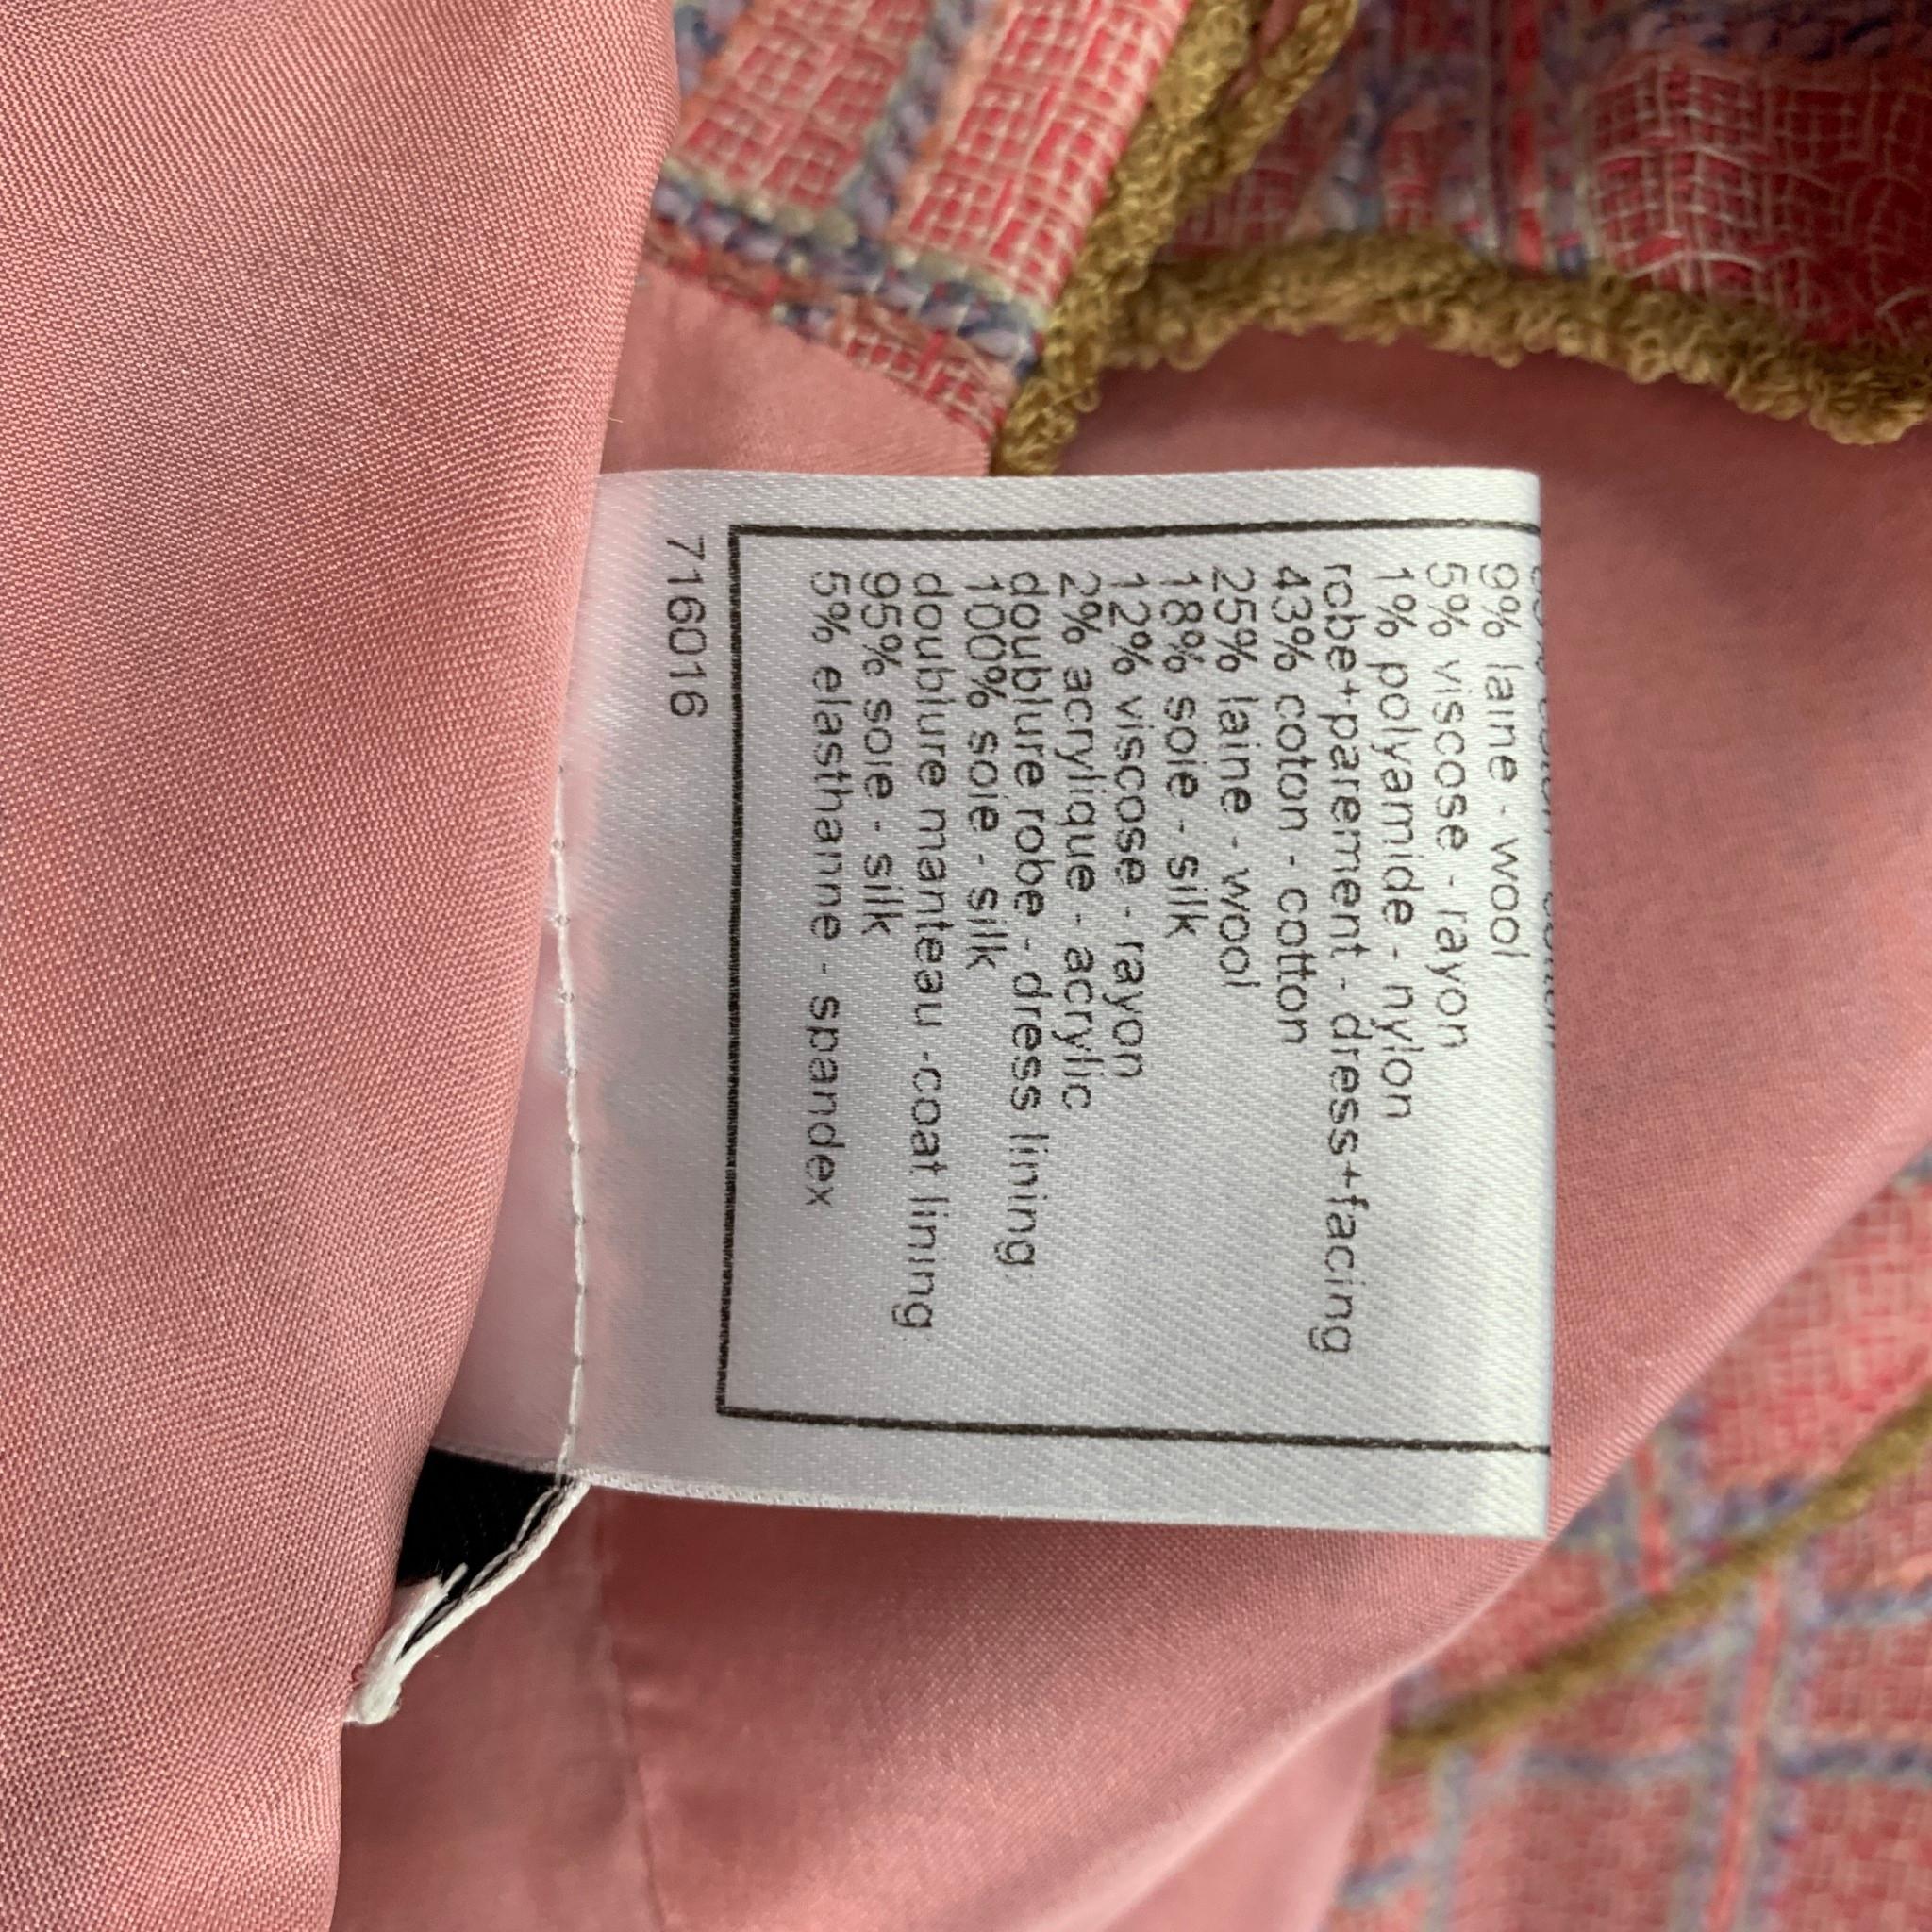 9% laine - wool
5% viscose - rayon
1% polyamide - nylon
robe+parement - dress+facing
43% coton - cotton
25% laine - wool
18% soie - silk
12% viscose - rayon
2% acrylique - acrylic
doublure robe - dress lining
100% soie - silk
doublure manteau -coat lining
95% soie - silk
5% elasthanne - spandex
716016